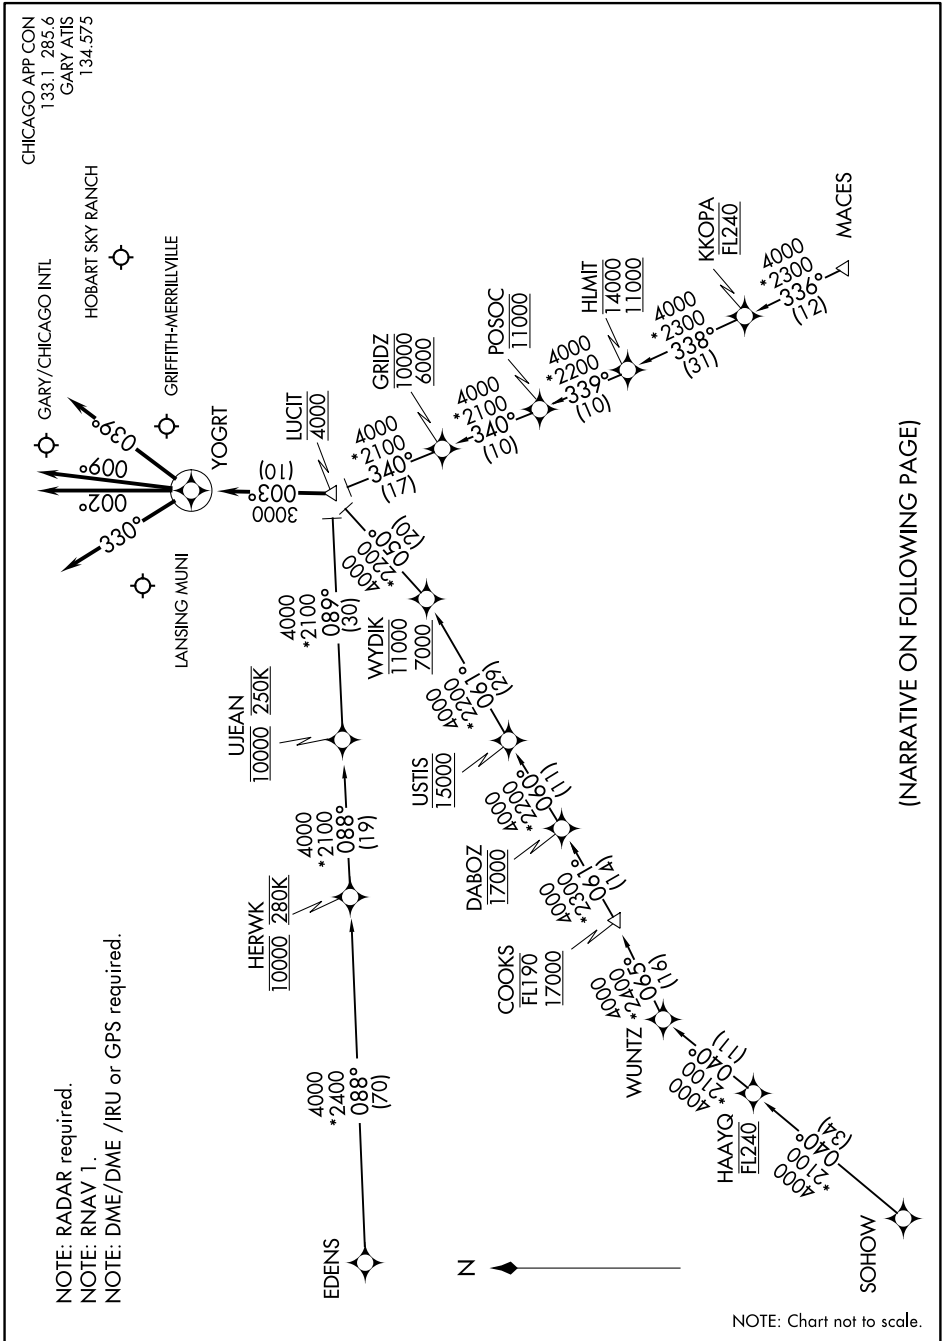 CHICAGO APP CON
133.1 285.6
GARY ATIS
134.575
NOTE: RADAR required.
NOTE: RNAV 1.
NOTE: DME/DME /IRU or GPS required.
GARY/CHICAGO INTL
HOBART SKY RANCH
GRIFFITH-MERRILLVILLE
LANSING MUNI
330°
002°
009°
039°
YOGRT
3000
003°
(10)
LUCIT
4000
EDENS
4000
*2400
088°
(70)
HERWK
10000 280K
4000
*2100
088°
(19)
UJEAN
10000 250K
4000
*2100
089°
(30)
SOHOW
4000
*2100
040°
(34)
HAAYQ
FL240
4000
*2100
040°
(11)
WUNTZ
4000
*2400
065°
(16)
COOKS
FL190
17000
4000
*2300
061°
(14)
DABOZ
17000
4000
*2200
060°
(11)
USTIS
15000
4000
*2200
061°
(29)
WYDIK
11000
7000
4000
*2200
050°
(20)
MACES
4000
*2300
336°
(12)
KKOPA
FL240
4000
*2300
338°
(31)
HLMIT
14000
11000
4000
*2200
339°
(10)
POSOC
11000
4000
*2100
340°
(10)
GRIDZ
10000
6000
4000
*2100
340°
(17)
N
(NARRATIVE ON FOLLOWING PAGE)
NOTE: Chart not to scale.